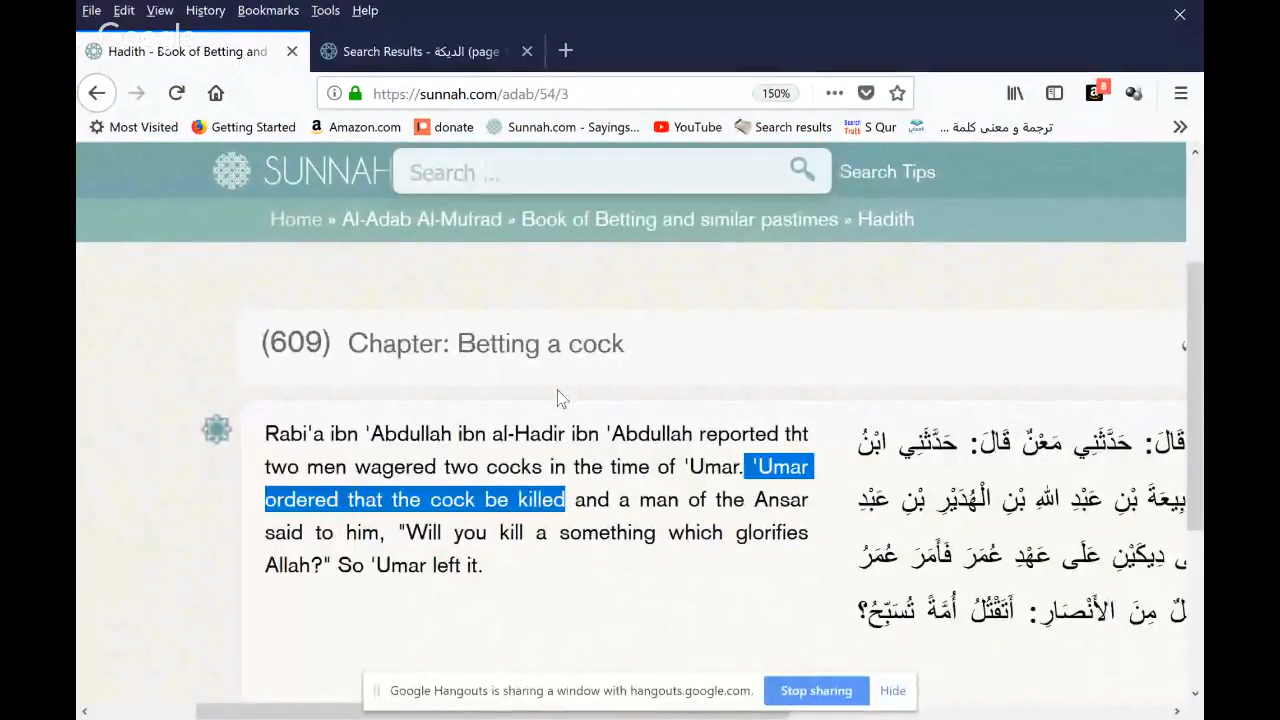 File Edit View History Bookmarks Tools Help
Google
Hadith - Book of Betting and
Search Results - الديكة (page
https://sunnah.com/adab/54/3
150%
8
Most Visited Getting Started Amazon.com donate Sunnah.com - Sayings... YouTube Search results S Qur ترجمة و معنى كلمة ...
SUNNAH Search ... Search Tips
Home » Al-Adab Al-Mufrad » Book of Betting and similar pastimes » Hadith
(609) Chapter: Betting a cock
Rabi'a ibn 'Abdullah ibn al-Hadir ibn 'Abdullah reported tht
two men wagered two cocks in the time of 'Umar. 'Umar
ordered that the cock be killed and a man of the Ansar
said to him, "Will you kill a something which glorifies
Allah?" So 'Umar left it.
قَالَ: حَدَّثَنِي مَعْنٌ قَالَ: حَدَّثَنِي ابْنُ
بِيعَةَ بْنِ عَبْدِ اللهِ بْنِ الْهُدَيْرِ بْنِ عَبْدِ
ى دِيكَيْنِ عَلَى عَهْدِ عُمَرَ فَأَمَرَ عُمَرُ
لٌ مِنَ الأَنْصَارِ: أَتَقْتُلُ أُمَّةً تُسَبِّحُ؟
Google Hangouts is sharing a window with hangouts.google.com. Stop sharing Hide